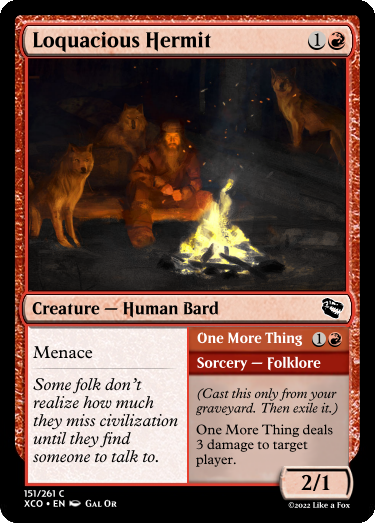 Loquacious Hermit 1
Creature — Human Bard
Menace
Some folk don't
realize how much
they miss civilization
until they find
someone to talk to.
One More Thing 1
Sorcery — Folklore
(Cast this only from your
graveyard. Then exile it.)
One More Thing deals
3 damage to target
player.
2/1
151/261 C
XCO • EN Gal Or
©2022 Like a Fox